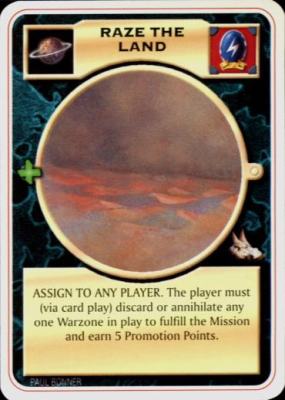 RAZE THE
LAND
ASSIGN TO ANY PLAYER. The player must
(via card play) discard or annihilate any
one Warzone in play to fulfill the Mission
and earn 5 Promotion Points.
PAUL BONNER